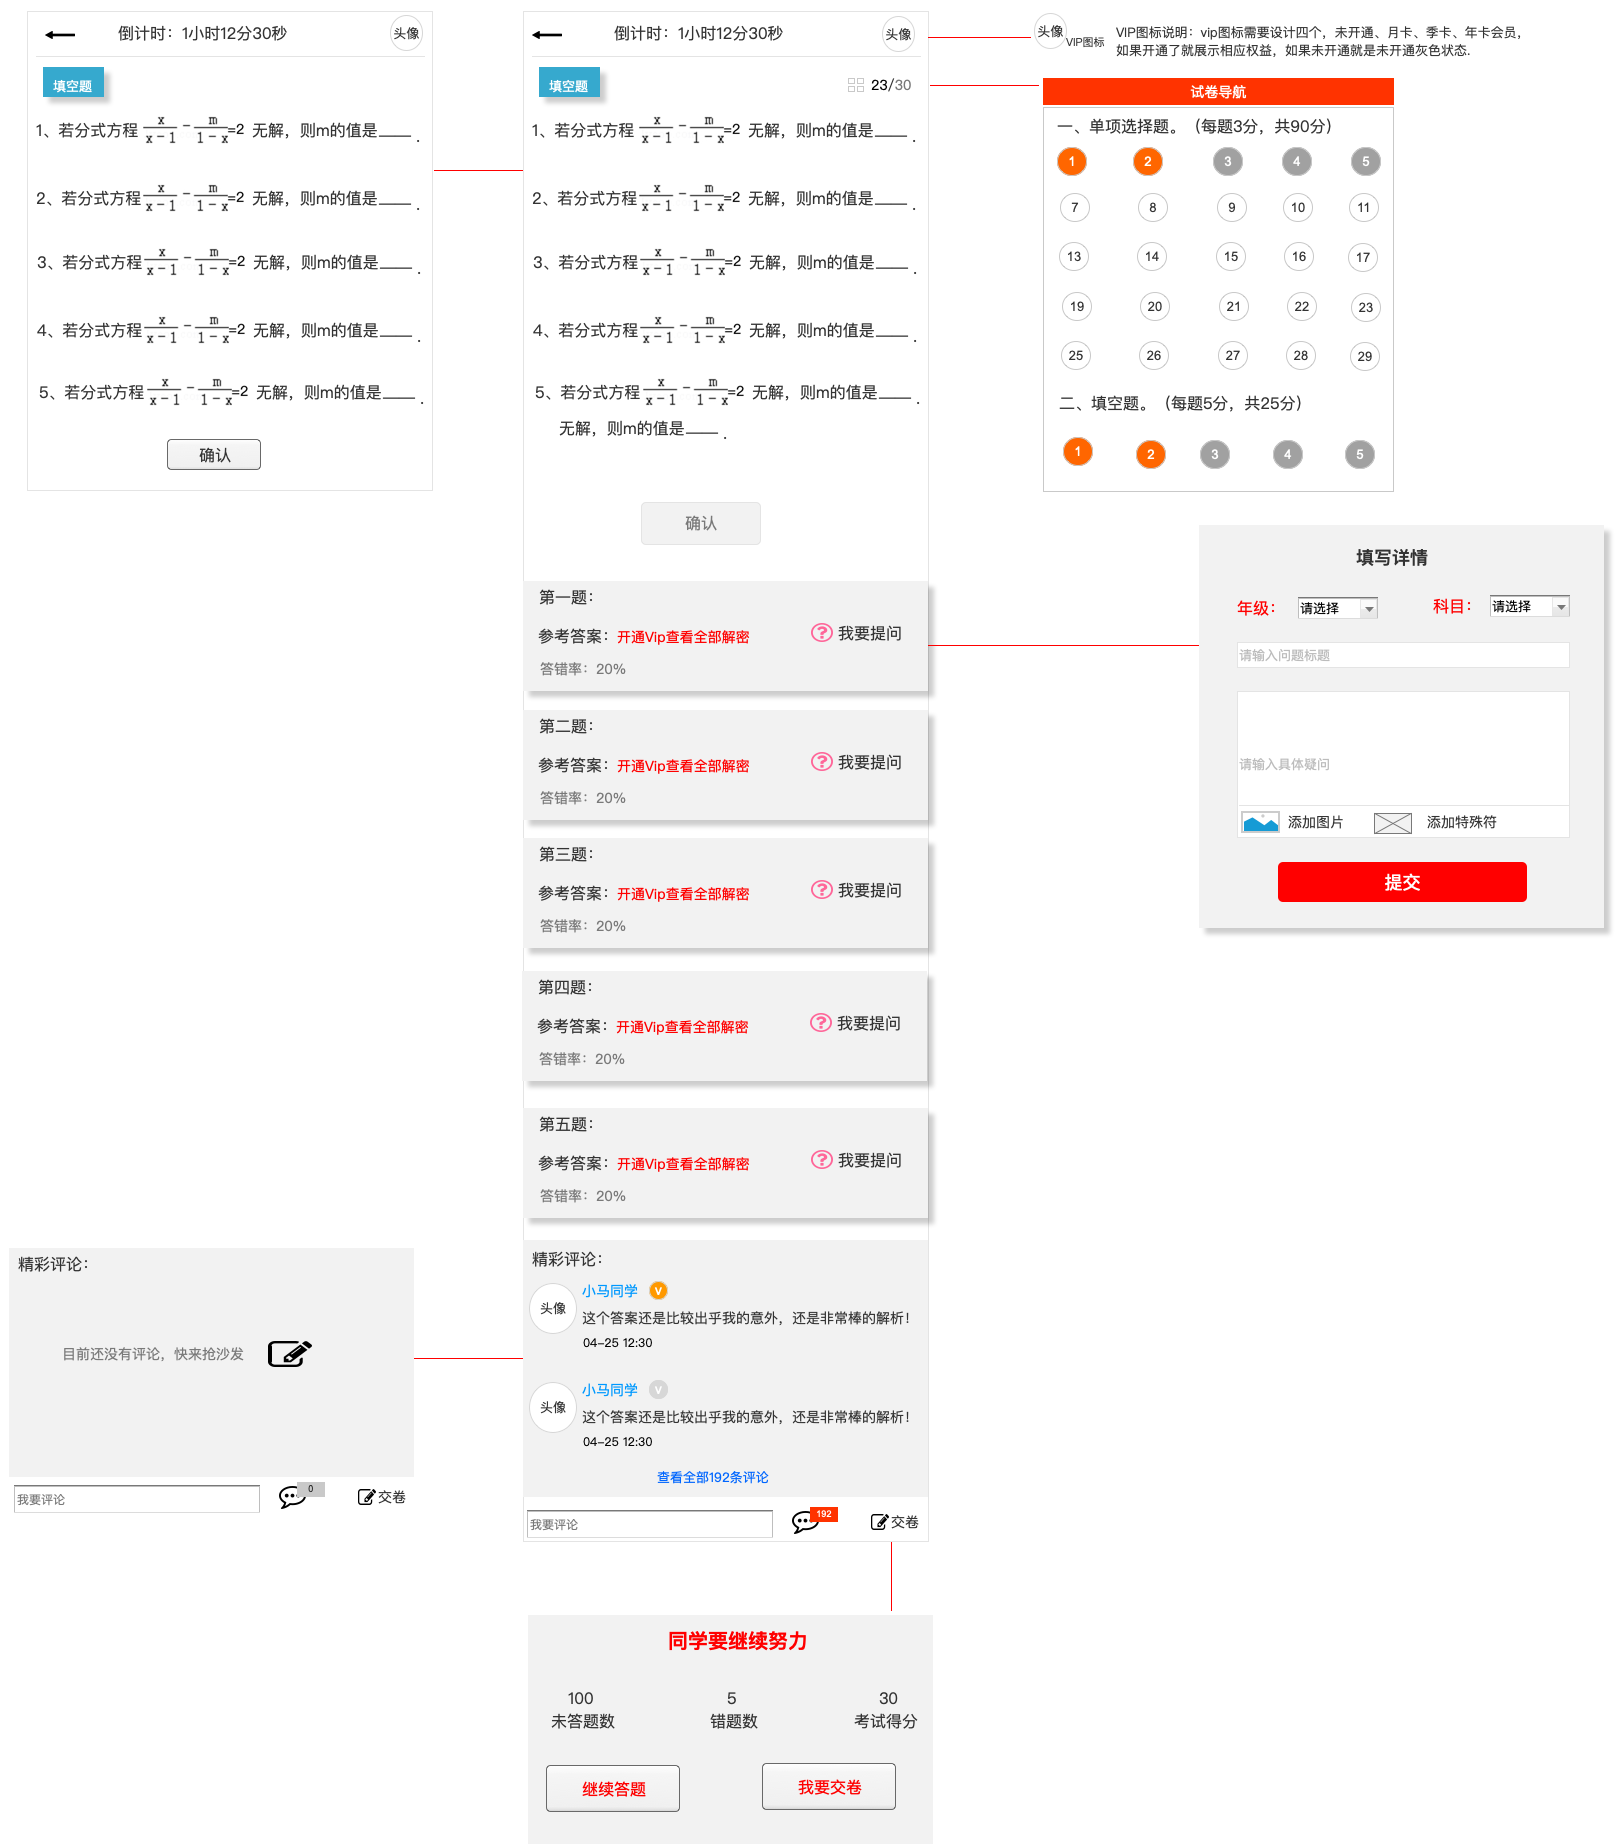 倒计时：1小时12分30秒
头像
填空题
1、若分式方程 x/(x-1) - m/(1-x)=2 无解，则m的值是____ .
2、若分式方程 x/(x-1) - m/(1-x)=2 无解，则m的值是____ .
3、若分式方程 x/(x-1) - m/(1-x)=2 无解，则m的值是____ .
4、若分式方程 x/(x-1) - m/(1-x)=2 无解，则m的值是____ .
5、若分式方程 x/(x-1) - m/(1-x)=2 无解，则m的值是____ .
确认
倒计时：1小时12分30秒
头像
填空题
23/30
1、若分式方程 x/(x-1) - m/(1-x)=2 无解，则m的值是____ .
2、若分式方程 x/(x-1) - m/(1-x)=2 无解，则m的值是____ .
3、若分式方程 x/(x-1) - m/(1-x)=2 无解，则m的值是____ .
4、若分式方程 x/(x-1) - m/(1-x)=2 无解，则m的值是____ .
5、若分式方程 x/(x-1) - m/(1-x)=2 无解，则m的值是____ .
无解，则m的值是____ .
确认
第一题：
参考答案：开通Vip查看全部解密
我要提问
答错率：20%
第二题：
参考答案：开通Vip查看全部解密
我要提问
答错率：20%
第三题：
参考答案：开通Vip查看全部解密
我要提问
答错率：20%
第四题：
参考答案：开通Vip查看全部解密
我要提问
答错率：20%
第五题：
参考答案：开通Vip查看全部解密
我要提问
答错率：20%
精彩评论：
头像
小马同学 V
这个答案还是比较出乎我的意外，还是非常棒的解析！
04-25 12:30
头像
小马同学 V
这个答案还是比较出乎我的意外，还是非常棒的解析！
04-25 12:30
查看全部192条评论
我要评论
192
交卷
头像
VIP图标
VIP图标说明：vip图标需要设计四个，未开通、月卡、季卡、年卡会员，
如果开通了就展示相应权益，如果未开通就是未开通灰色状态.
试卷导航
一、单项选择题。（每题3分，共90分）
1 2 3 4 5
7 8 9 10 11
13 14 15 16 17
19 20 21 22 23
25 26 27 28 29
二、填空题。（每题5分，共25分）
1 2 3 4 5
填写详情
年级： 请选择
科目： 请选择
请输入问题标题
请输入具体疑问
添加图片
添加特殊符
提交
精彩评论：
目前还没有评论，快来抢沙发
我要评论
0
交卷
同学要继续努力
100 5 30
未答题数 错题数 考试得分
继续答题
我要交卷